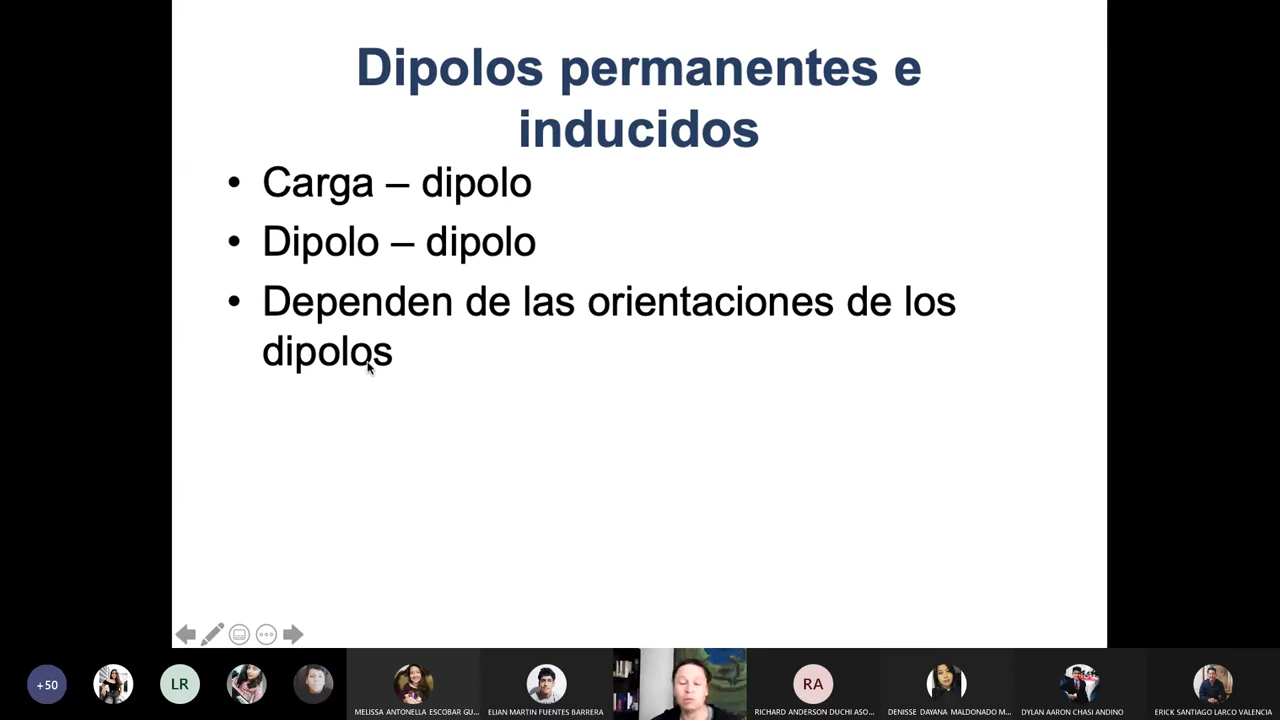 Dipolos permanentes e
inducidos
• Carga – dipolo
• Dipolo – dipolo
• Dependen de las orientaciones de los
dipolos
+50
LR
RA
MELISSA ANTONELLA ESCOBAR GU...
ELIAN MARTIN FUENTES BARRERA
RICHARD ANDERSON DUCHI ASO...
DENISSE DAYANA MALDONADO M...
DYLAN AARON CHASI ANDINO
ERICK SANTIAGO LARCO VALENCIA